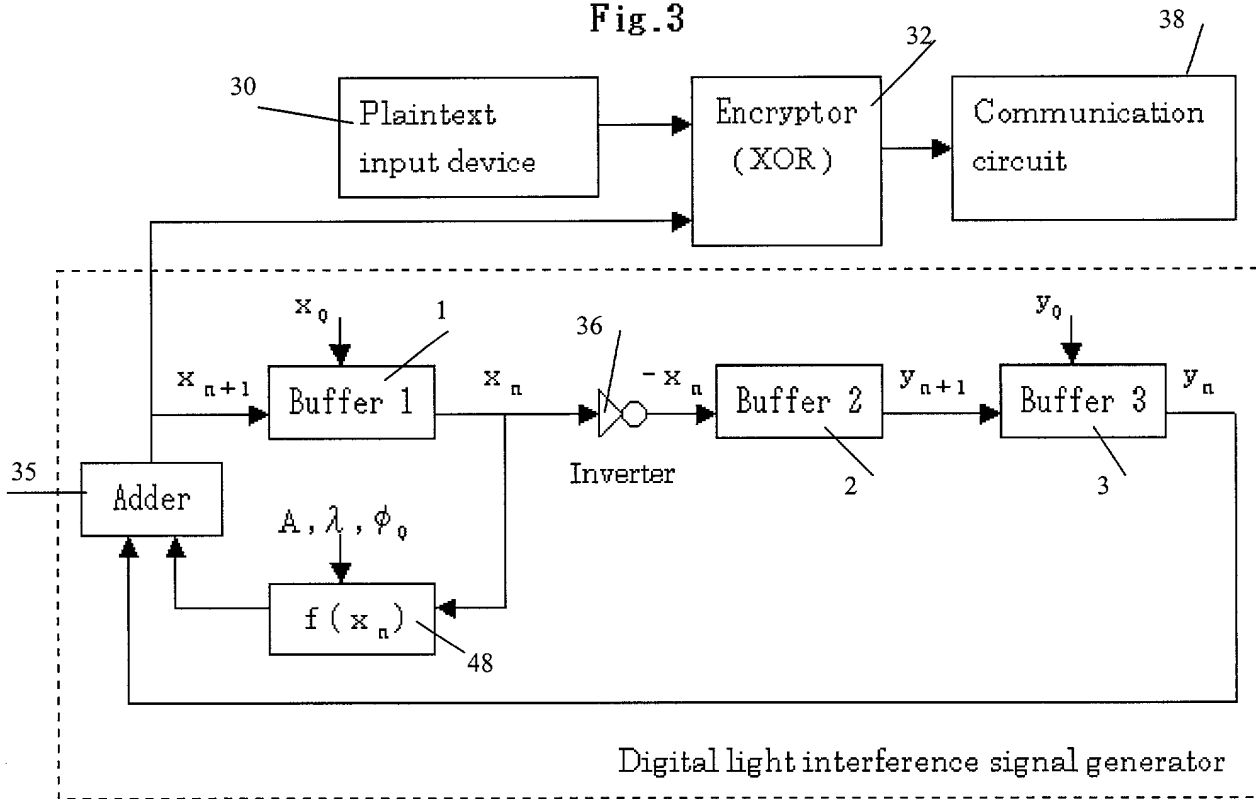 Fig.3
38
32
30
Plaintext
input device
Encryptor
(XOR)
Communication
circuit
x₀
1
36
y₀
xₙ₊₁
Buffer 1
xₙ
-xₙ
Buffer 2
yₙ₊₁
Buffer 3
yₙ
35
Adder
Inverter
2
3
A, λ, ϕ₀
f(xₙ)
48
Digital light interference signal generator